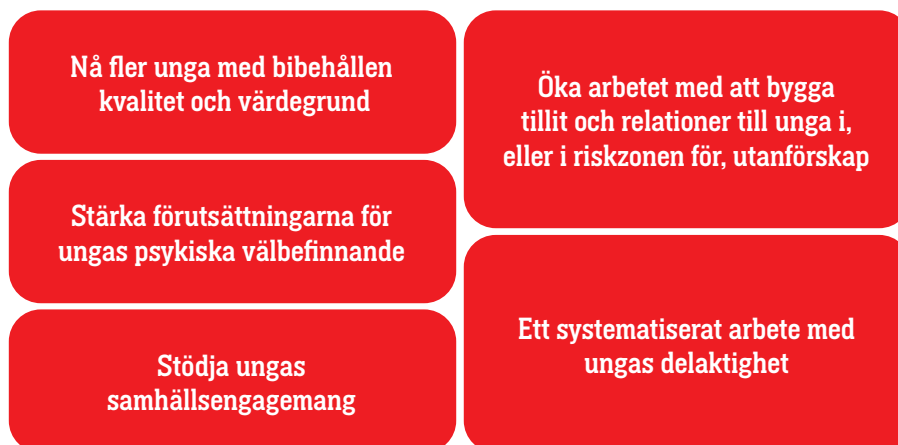 Nå fler unga med bibehållen
kvalitet och värdegrund
Stärka förutsättningarna för
ungas psykiska välbefinnande
Stödja ungas
samhällsengagemang
Öka arbetet med att bygga
tillit och relationer till unga i,
eller i riskzonen för, utanförskap
Ett systematiserat arbete med
ungas delaktighet